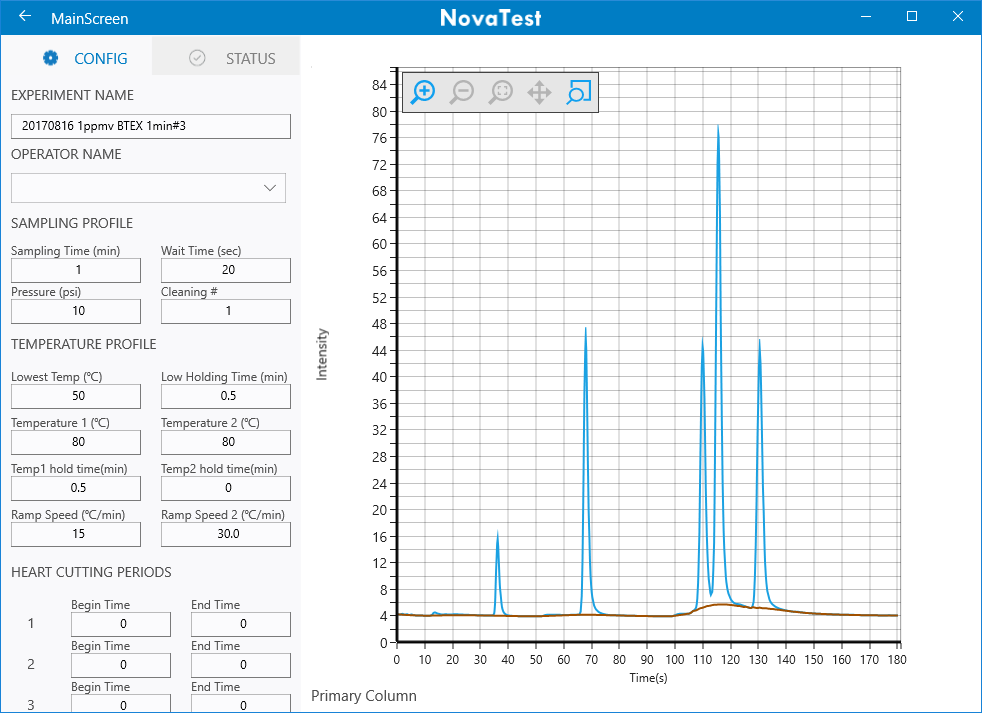 MainScreen
NovaTest
CONFIG
STATUS
EXPERIMENT NAME
20170816 1ppmv BTEX 1min#3
OPERATOR NAME
SAMPLING PROFILE
Sampling Time (min)
Wait Time (sec)
1
20
Pressure (psi)
Cleaning #
10
1
TEMPERATURE PROFILE
Lowest Temp (℃)
Low Holding Time (min)
50
0.5
Temperature 1 (℃)
Temperature 2 (℃)
80
80
Temp1 hold time(min)
Temp2 hold time(min)
0.5
0
Ramp Speed (℃/min)
Ramp Speed 2 (℃/min)
15
30.0
HEART CUTTING PERIODS
Begin Time
End Time
1
0
0
Begin Time
End Time
2
0
0
Begin Time
End Time
3
0
0
Intensity
84
80
76
72
68
64
60
56
52
48
44
40
36
32
28
24
20
16
12
8
4
0
0 10 20 30 40 50 60 70 80 90 100 110 120 130 140 150 160 170 180
Time(s)
Primary Column